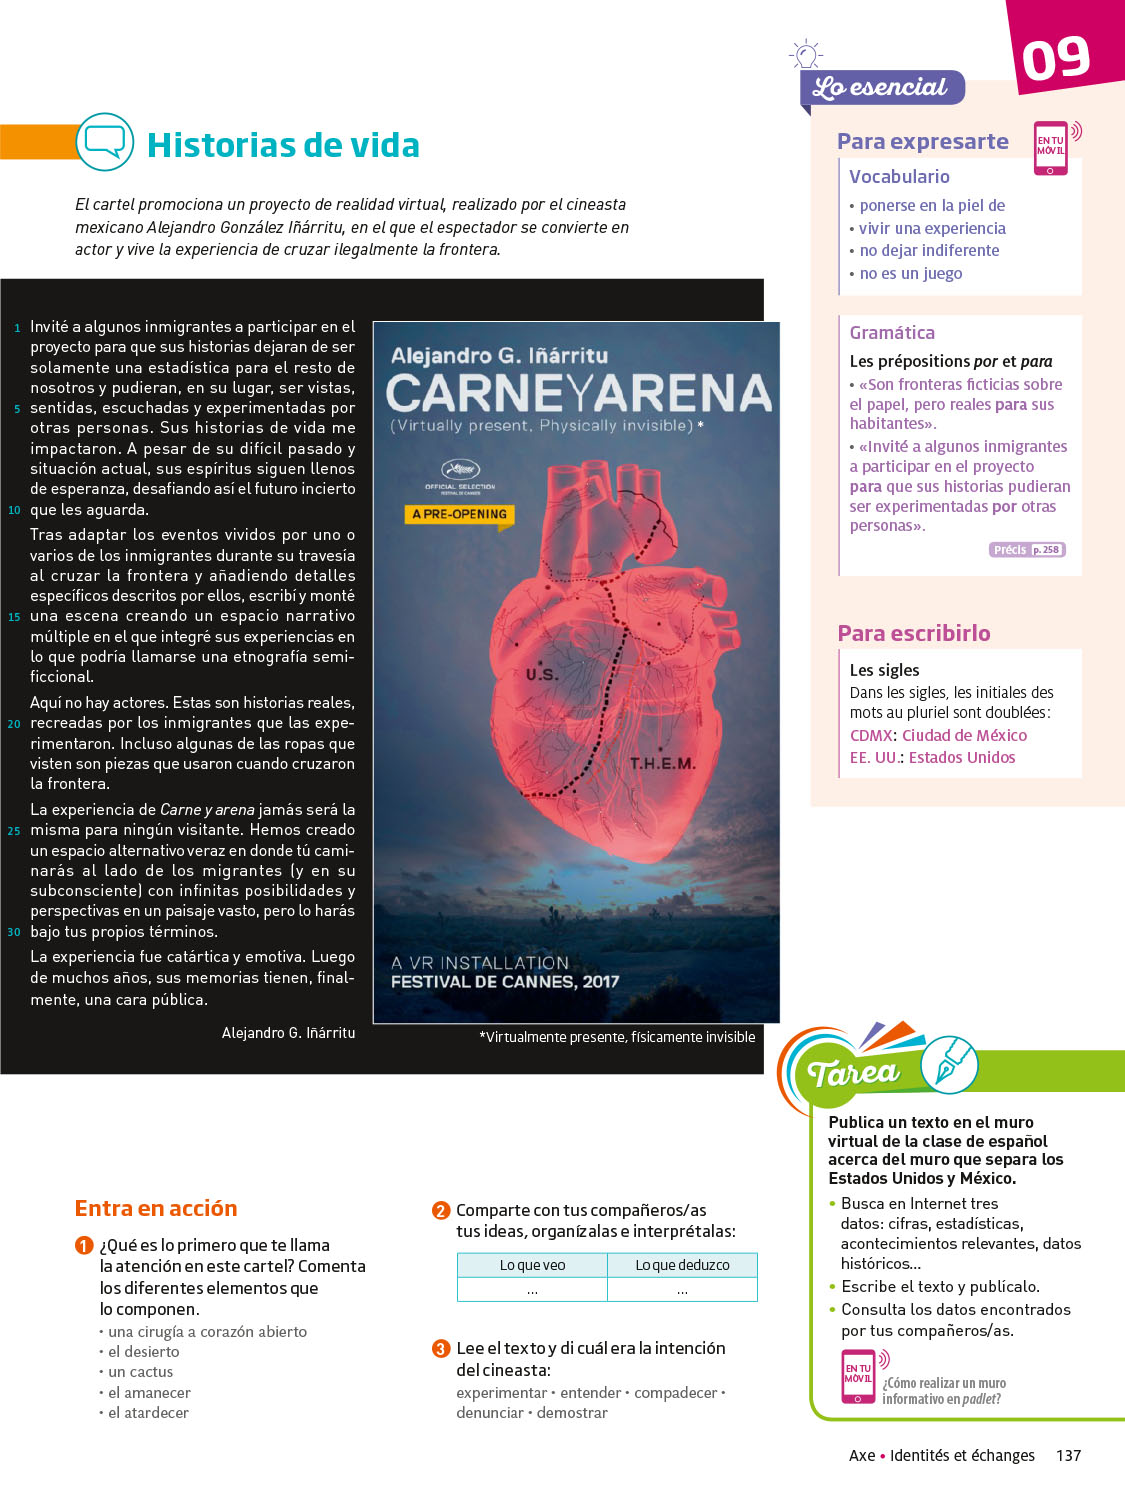 09
Lo esencial
Historias de vida
El cartel promociona un proyecto de realidad virtual, realizado por el cineasta
mexicano Alejandro González Iñárritu, en el que el espectador se convierte en
actor y vive la experiencia de cruzar ilegalmente la frontera.
1 Invité a algunos inmigrantes a participar en el
proyecto para que sus historias dejaran de ser
solamente una estadística para el resto de
nosotros y pudieran, en su lugar, ser vistas,
5 sentidas, escuchadas y experimentadas por
otras personas. Sus historias de vida me
impactaron. A pesar de su difícil pasado y
situación actual, sus espíritus siguen llenos
de esperanza, desafiando así el futuro incierto
10 que les aguarda.
Tras adaptar los eventos vividos por uno o
varios de los inmigrantes durante su travesía
al cruzar la frontera y añadiendo detalles
específicos descritos por ellos, escribí y monté
15 una escena creando un espacio narrativo
múltiple en el que integré sus experiencias en
lo que podría llamarse una etnografía semi-
ficcional.
Aquí no hay actores. Estas son historias reales,
20 recreadas por los inmigrantes que las expe-
rimentaron. Incluso algunas de las ropas que
visten son piezas que usaron cuando cruzaron
la frontera.
La experiencia de Carne y arena jamás será la
25 misma para ningún visitante. Hemos creado
un espacio alternativo veraz en donde tú cami-
narás al lado de los migrantes (y en su
subconsciente) con infinitas posibilidades y
perspectivas en un paisaje vasto, pero lo harás
30 bajo tus propios términos.
La experiencia fue catártica y emotiva. Luego
de muchos años, sus memorias tienen, final-
mente, una cara pública.
Alejandro G. Iñárritu
Alejandro G. Iñárritu
CARNEYARENA
(Virtually present, Physically invisible) *
OFFICIAL SELECTION
FESTIVAL DE CANNES
A PRE-OPENING
U.S.
T.H.E.M.
A VR INSTALLATION
FESTIVAL DE CANNES, 2017
*Virtualmente presente, físicamente invisible
Para expresarte
EN TU
MÓVIL
Vocabulario
• ponerse en la piel de
• vivir una experiencia
• no dejar indiferente
• no es un juego
Gramática
Les prépositions por et para
• «Son fronteras ficticias sobre
el papel, pero reales para sus
habitantes».
• «Invité a algunos inmigrantes
a participar en el proyecto
para que sus historias pudieran
ser experimentadas por otras
personas».
Précis p. 258
Para escribirlo
Les sigles
Dans les sigles, les initiales des
mots au pluriel sont doublées :
CDMX: Ciudad de México
EE. UU.: Estados Unidos
Entra en acción
1 ¿Qué es lo primero que te llama
la atención en este cartel? Comenta
los diferentes elementos que
lo componen.
• una cirugía a corazón abierto
• el desierto
• un cactus
• el amanecer
• el atardecer
2 Comparte con tus compañeros/as
tus ideas, organízalas e interprétalas:
Lo que veo Lo que deduzco
... ...
3 Lee el texto y di cuál era la intención
del cineasta:
experimentar • entender • compadecer •
denunciar • demostrar
Tarea
Publica un texto en el muro
virtual de la clase de español
acerca del muro que separa los
Estados Unidos y México.
• Busca en Internet tres
datos: cifras, estadísticas,
acontecimientos relevantes, datos
históricos...
• Escribe el texto y publícalo.
• Consulta los datos encontrados
por tus compañeros/as.
EN TU
MÓVIL
¿Cómo realizar un muro
informativo en padlet?
Axe • Identités et échanges 137